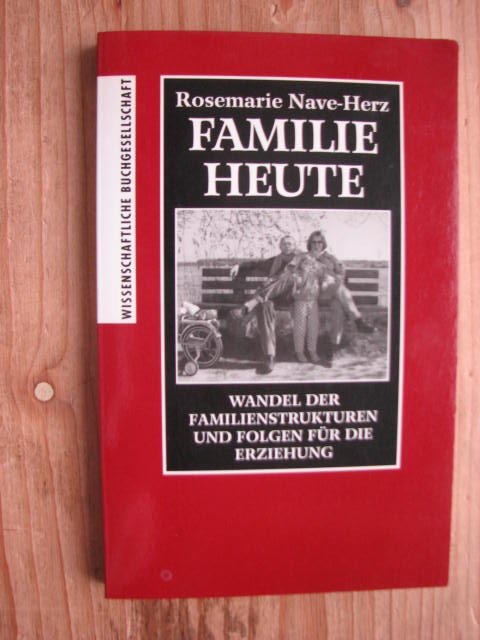 WISSENSCHAFTLICHE BUCHGESELLSCHAFT
Rosemarie Nave-Herz
FAMILIE
HEUTE
WANDEL DER
FAMILIENSTRUKTUREN
UND FOLGEN FÜR DIE
ERZIEHUNG